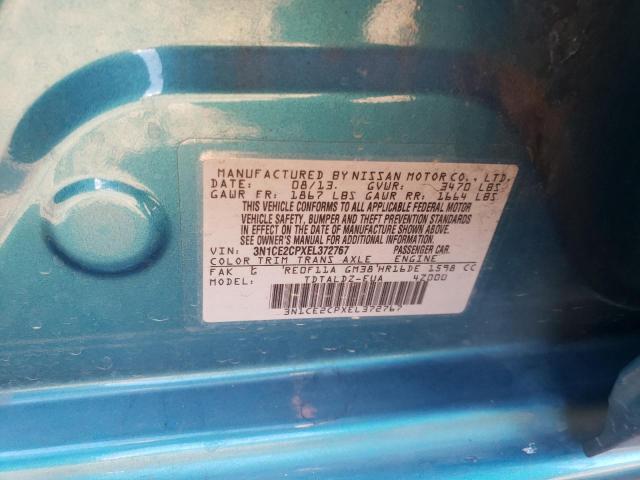 MANUFACTURED BY NISSAN MOTOR CO., LTD.
DATE: 08/13. GVWR: 3470 LBS
GAWR FR: 1867 LBS GAWR RR: 1664 LBS
THIS VEHICLE CONFORMS TO ALL APPLICABLE FEDERAL MOTOR
VEHICLE SAFETY, BUMPER AND THEFT PREVENTION STANDARDS
IN EFFECT ON THE DATE OF MANUFACTURE SHOWN ABOVE.
SEE OWNER'S MANUAL FOR ADDITIONAL INFORMATION.
VIN: 3N1CE2CPXEL372767 PASSENGER CAR.
COLOR TRIM TRANS AXLE ENGINE
FAK G RE0F11A GM38 HR16DE 1598 CC
MODEL: TDTALDZ-EUA 4Z000
3N1CE2CPXEL372767